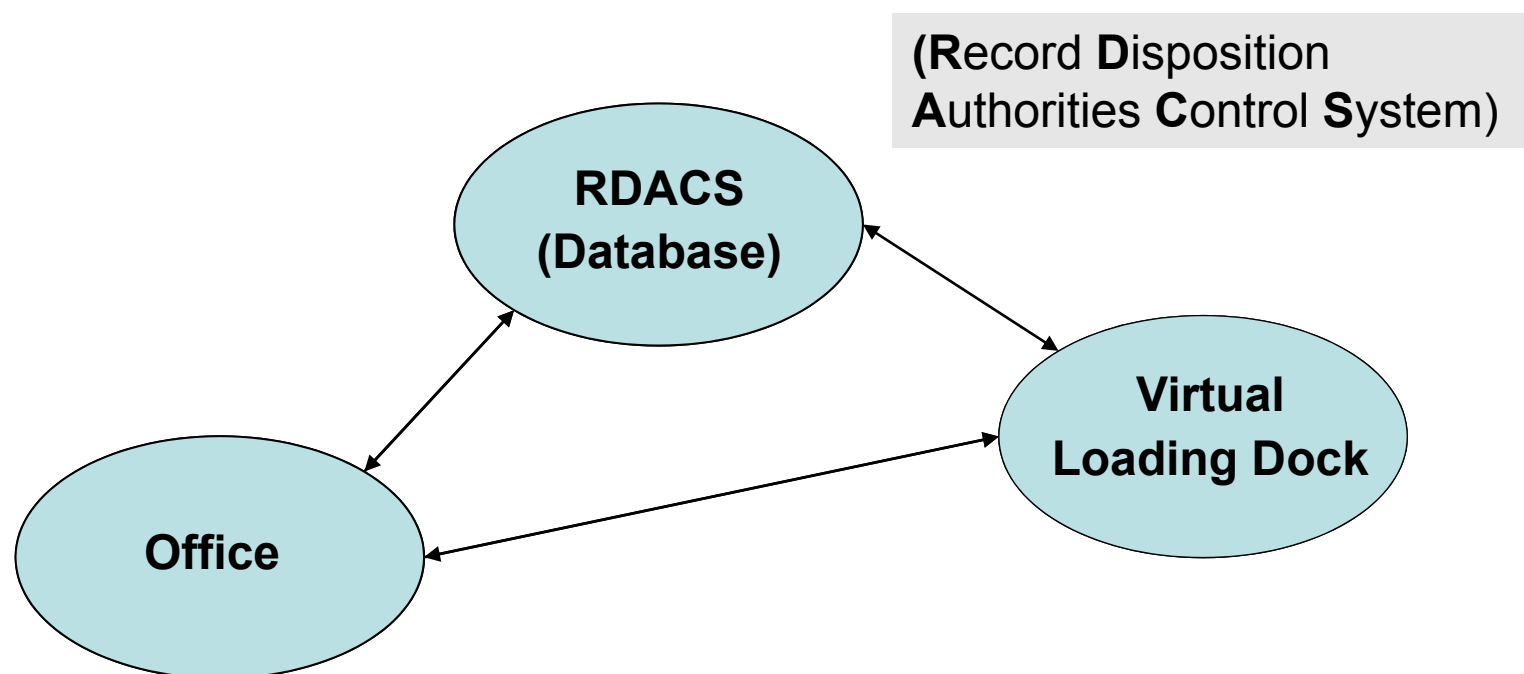 (Record Disposition
Authorities Control System)
RDACS
(Database)
Virtual
Loading Dock
Office